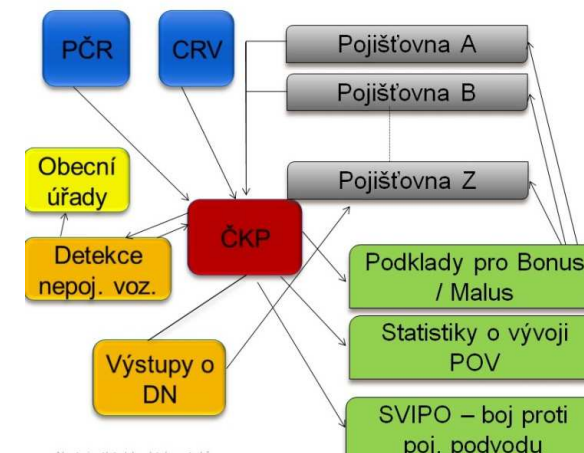 PČR
CRV
Pojišťovna A
Pojišťovna B
Pojišťovna Z
Obecní
úřady
ČKP
Detekce
nepoj. voz.
Podklady pro Bonus
/ Malus
Statistiky o vývoji
POV
Výstupy o
DN
SVIPO – boj proti
poj. podvodu